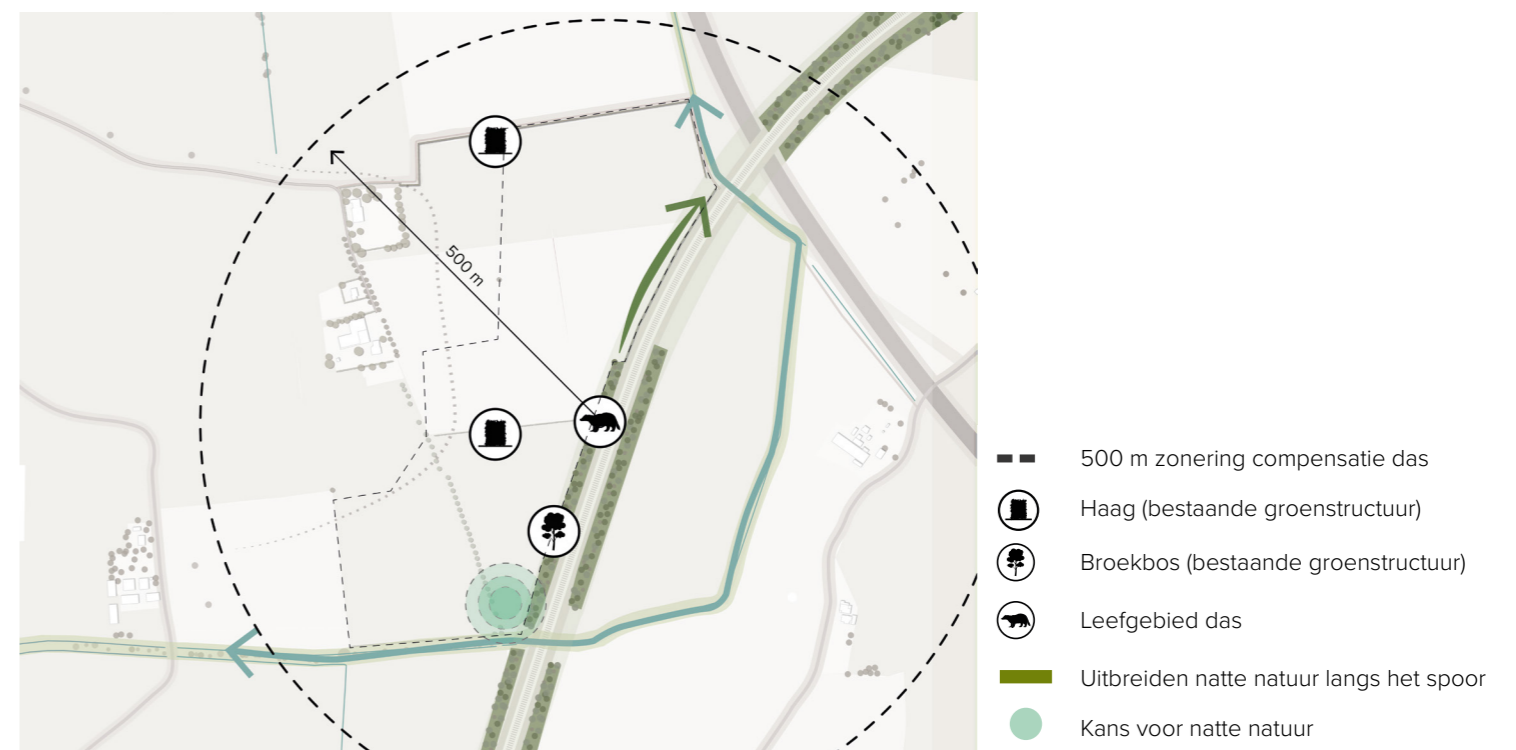 500 m
500 m zonering compensatie das
Haag (bestaande groenstructuur)
Broekbos (bestaande groenstructuur)
Leefgebied das
Uitbreiden natte natuur langs het spoor
Kans voor natte natuur